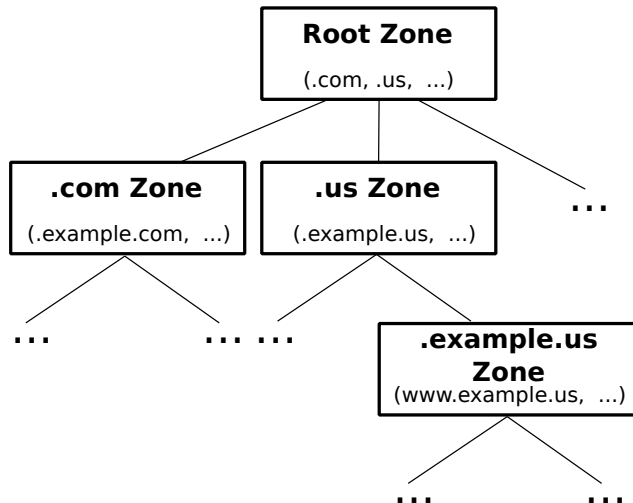 Root Zone
(.com, .us, ...)
.com Zone
(.example.com, ...)
.us Zone
(.example.us, ...)
...
...
...
...
.example.us
Zone
(www.example.us, ...)
...
...